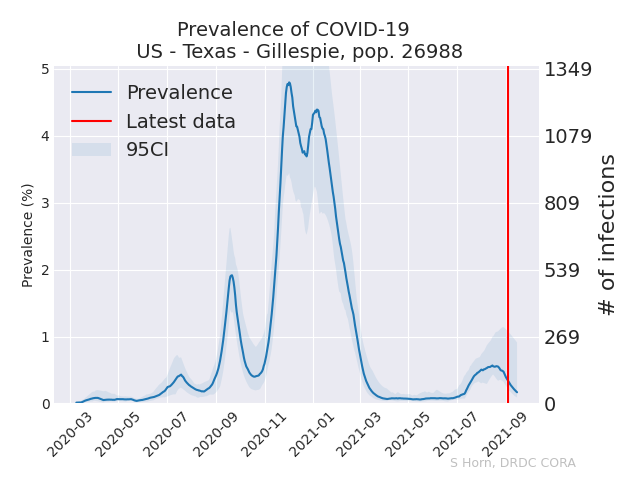 Prevalence of COVID-19
US - Texas - Gillespie, pop. 26988
Prevalence
Latest data
95CI
Prevalence (%)
5
4
3
2
1
0
1349
1079
809
539
269
0
# of infections
2020-03
2020-05
2020-07
2020-09
2020-11
2021-01
2021-03
2021-05
2021-07
2021-09
S Horn, DRDC CORA